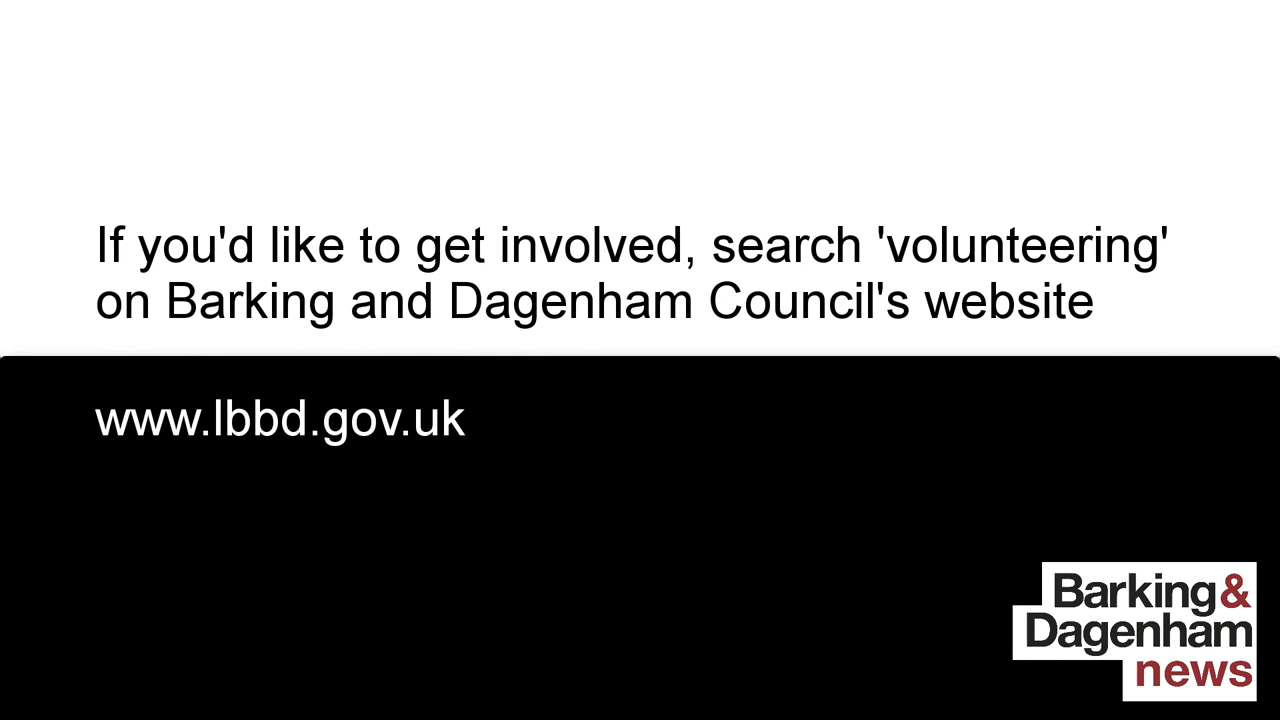 If you'd like to get involved, search 'volunteering'
on Barking and Dagenham Council's website
www.lbbd.gov.uk
Barking&
Dagenham
news